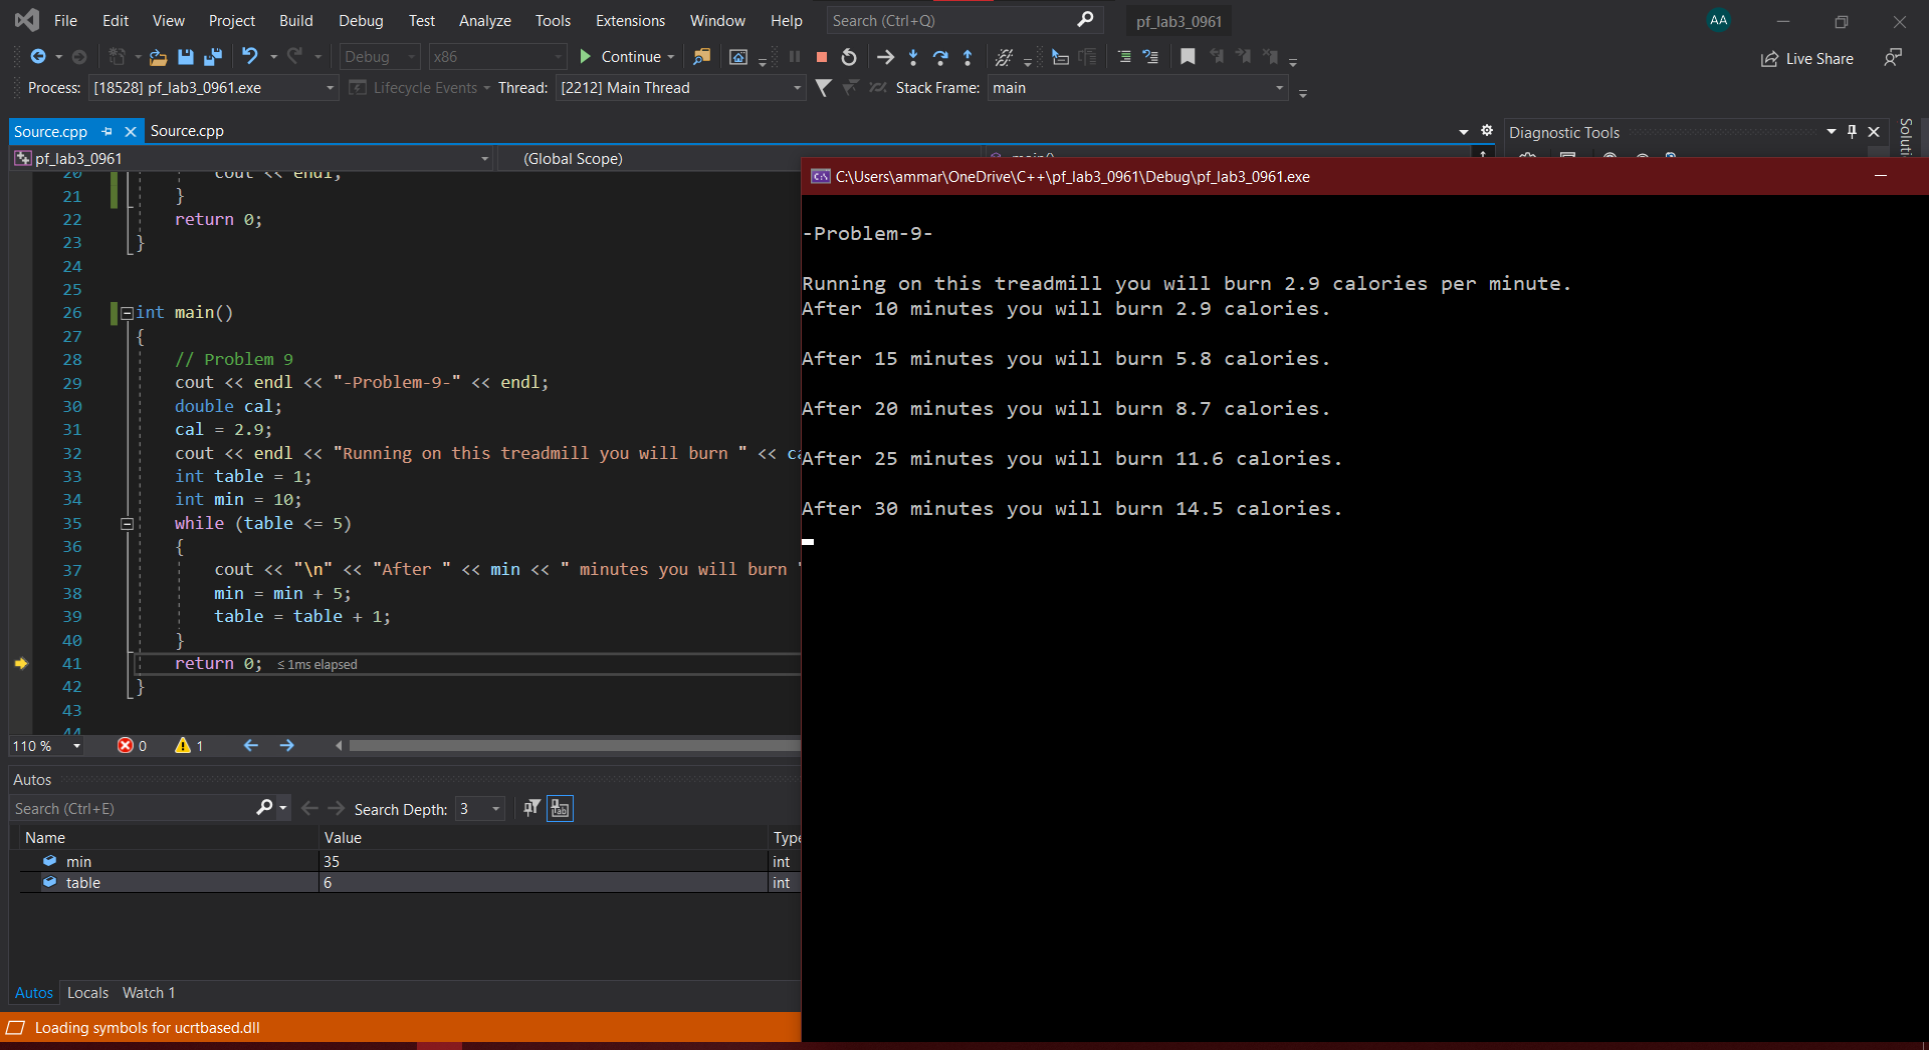 File Edit View Project Build Debug Test Analyze Tools Extensions Window Help Search (Ctrl+Q) pf_lab3_0961 AA
Debug x86 Continue Live Share
Process: [18528] pf_lab3_0961.exe Lifecycle Events Thread: [2212] Main Thread Stack Frame: main
Source.cpp Source.cpp Diagnostic Tools
pf_lab3_0961 (Global Scope) main()
20 cout << endl;
21 }
22 return 0;
23 }
24
25
26 int main()
27 {
28 // Problem 9
29 cout << endl << "-Problem-9-" << endl;
30 double cal;
31 cal = 2.9;
32 cout << endl << "Running on this treadmill you will burn " << ca
33 int table = 1;
34 int min = 10;
35 while (table <= 5)
36 {
37 cout << "\n" << "After " << min << " minutes you will burn "
38 min = min + 5;
39 table = table + 1;
40 }
41 return 0; ≤ 1ms elapsed
42 }
43
44
110 % 0 1
Autos
Search (Ctrl+E) Search Depth: 3
Name Value Type
min 35 int
table 6 int
Autos Locals Watch 1
Loading symbols for ucrtbased.dll
C:\Users\ammar\OneDrive\C++\pf_lab3_0961\Debug\pf_lab3_0961.exe
-Problem-9-
Running on this treadmill you will burn 2.9 calories per minute.
After 10 minutes you will burn 2.9 calories.
After 15 minutes you will burn 5.8 calories.
After 20 minutes you will burn 8.7 calories.
After 25 minutes you will burn 11.6 calories.
After 30 minutes you will burn 14.5 calories.
Soluti